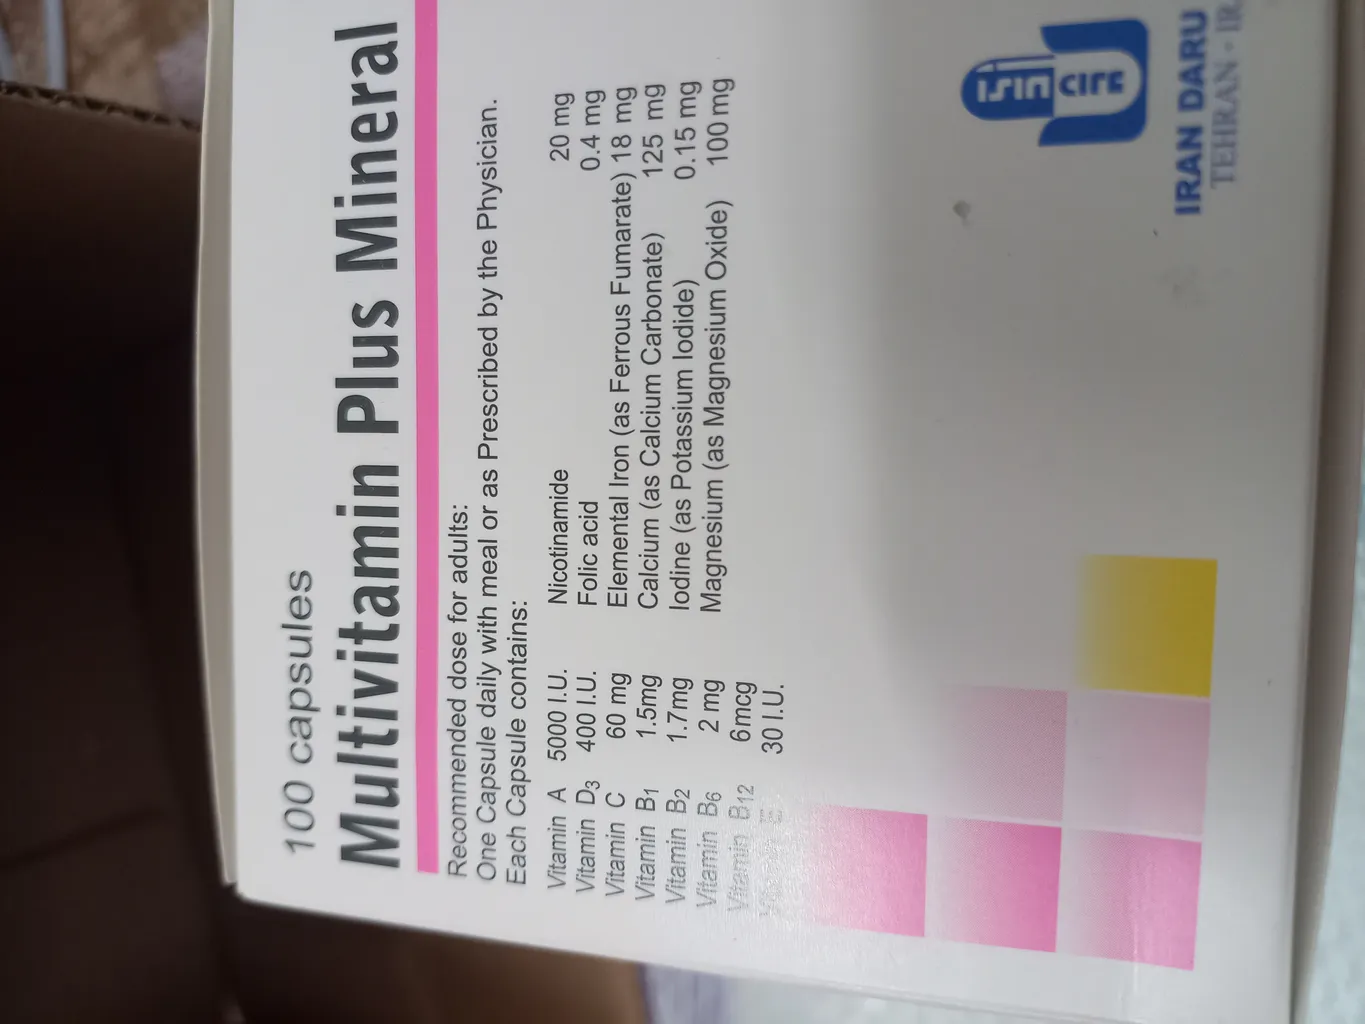 100 capsules
Multivitamin Plus Mineral
Recommended dose for adults:
One Capsule daily with meal or as Prescribed by the Physician.
Each Capsule contains:
Vitamin A 5000 I.U. Nicotinamide 20 mg
Vitamin D3 400 I.U. Folic acid 0.4 mg
Vitamin C 60 mg Elemental Iron (as Ferrous Fumarate) 18 mg
Vitamin B1 1.5mg Calcium (as Calcium Carbonate) 125 mg
Vitamin B2 1.7mg Iodine (as Potassium Iodide) 0.15 mg
Vitamin B6 2 mg Magnesium (as Magnesium Oxide) 100 mg
Vitamin B12 6mcg
Vitamin E 30 I.U.
IRAN DARU
TEHRAN - IR